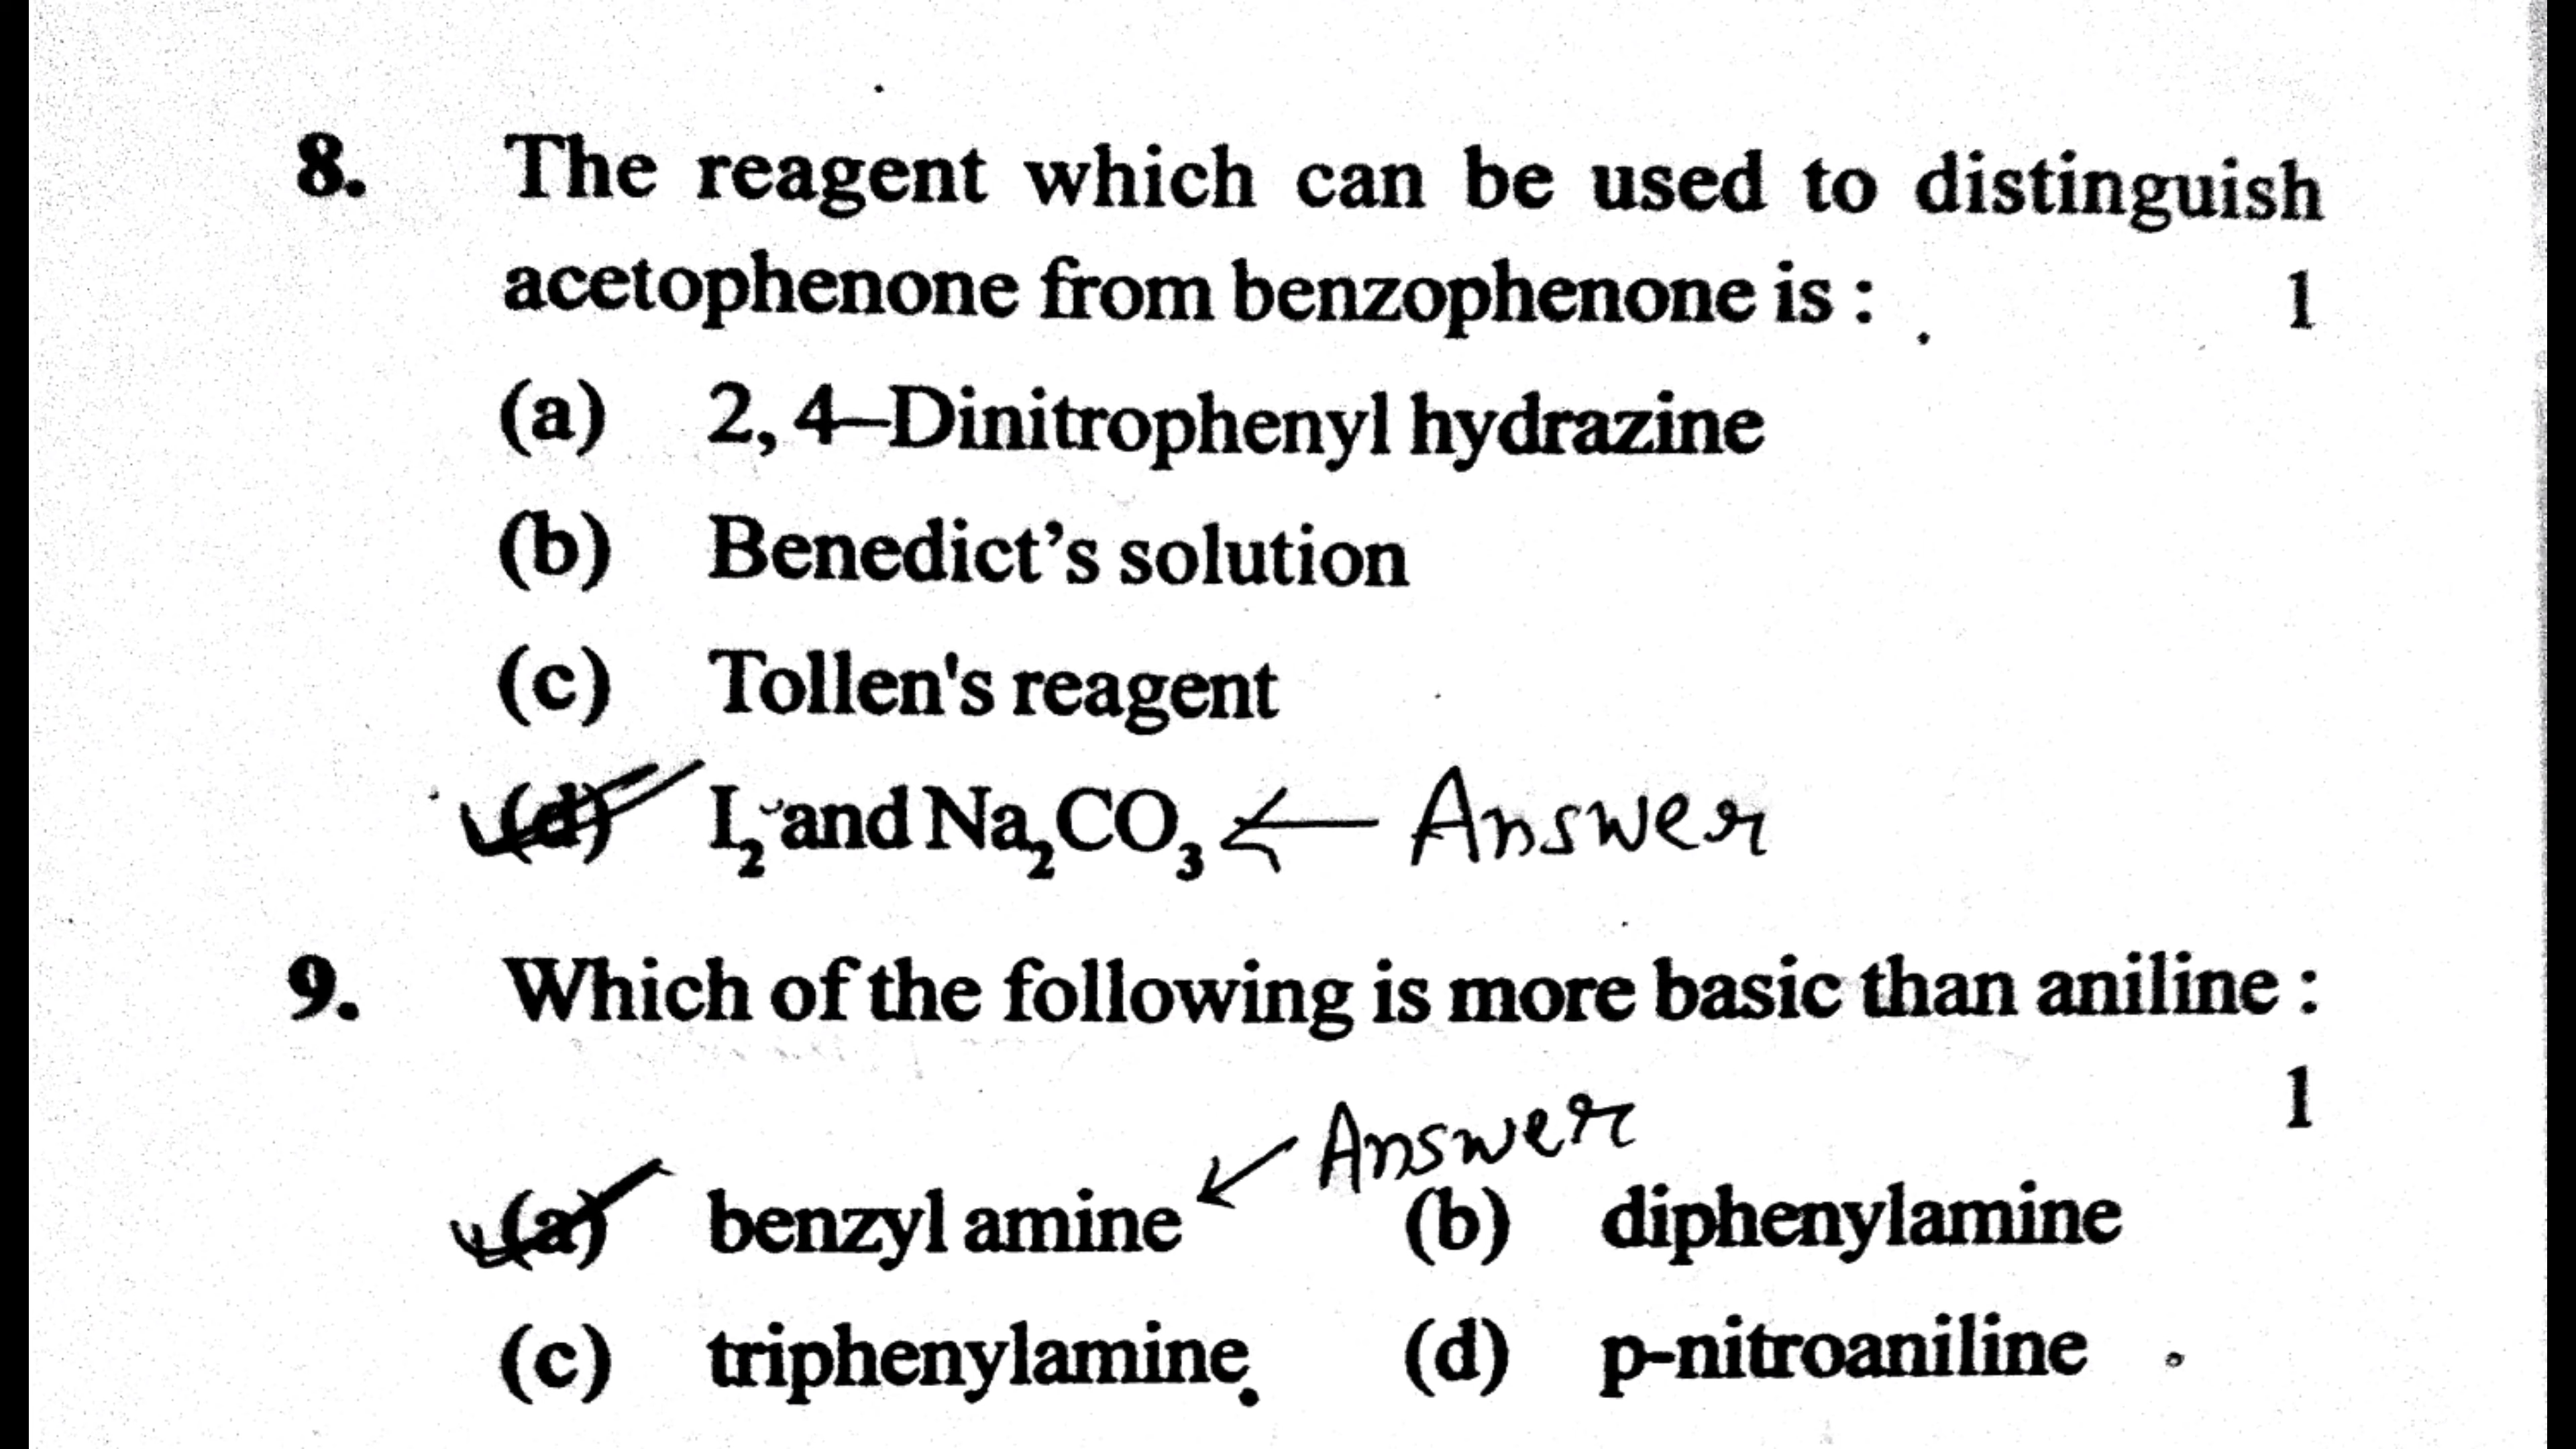 8. The reagent which can be used to distinguish
acetophenone from benzophenone is : 1
(a) 2, 4–Dinitrophenyl hydrazine
(b) Benedict’s solution
(c) Tollen's reagent
(d) I₂ and Na₂CO₃ ← Answer
9. Which of the following is more basic than aniline :
1
Answer
(a) benzyl amine (b) diphenylamine
(c) triphenylamine (d) p-nitroaniline